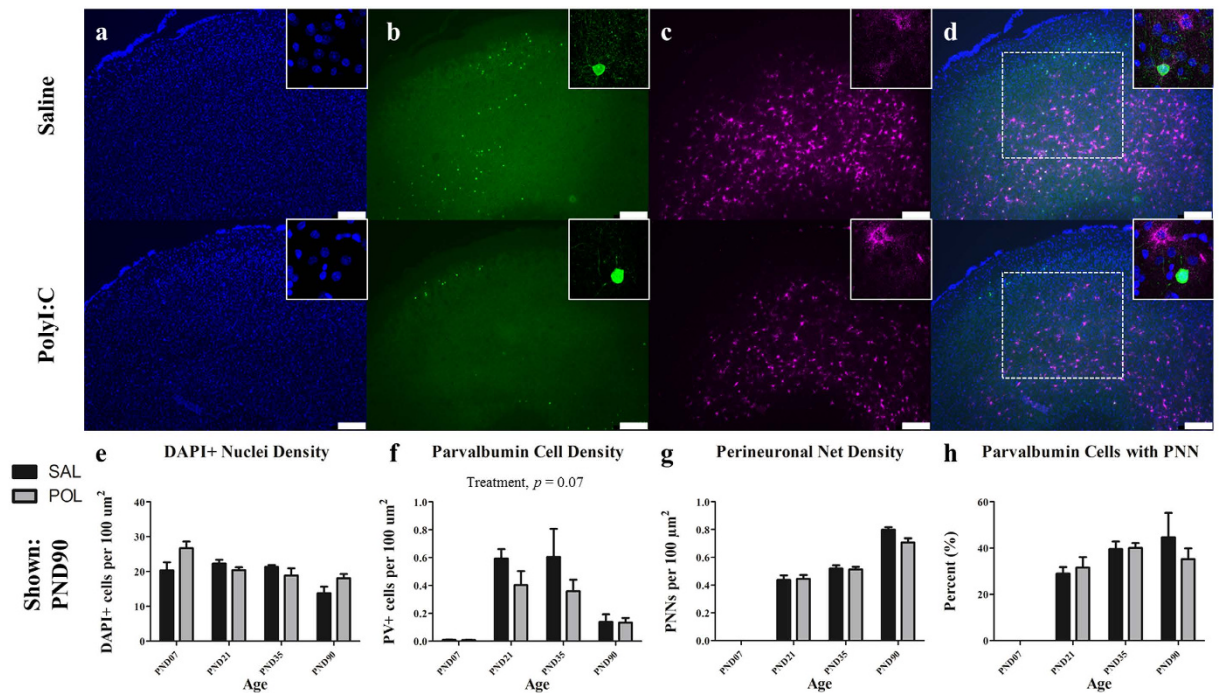 a
b
c
d
Saline
PolyI:C
SAL
POL
Shown:
PND90
e DAPI+ Nuclei Density
DAPI+ cells per 100 um²
40
30
20
10
0
PND07
PND21
PND35
PND90
Age
f Parvalbumin Cell Density
Treatment, p = 0.07
PV+ cells per 100 um²
1.0
0.8
0.6
0.4
0.2
0.0
PND07
PND21
PND35
PND90
Age
g Perineuronal Net Density
PNNs per 100 μm²
1.0
0.8
0.6
0.4
0.2
0.0
PND07
PND21
PND35
PND90
Age
h Parvalbumin Cells with PNN
Percent (%)
60
40
20
0
PND07
PND21
PND35
PND90
Age